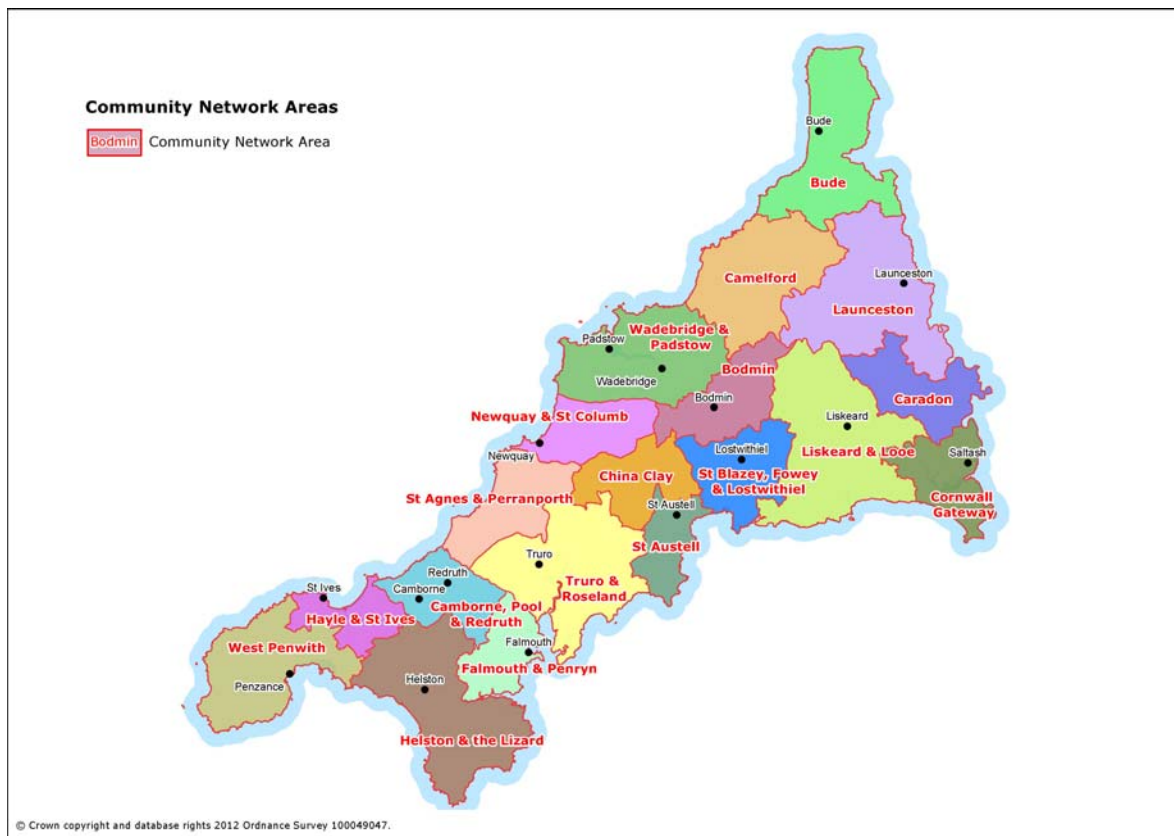 Community Network Areas
Bodmin Community Network Area
Bude
Bude
Camelford
Launceston
Launceston
Wadebridge &
Padstow
Padstow
Wadebridge
Bodmin
Bodmin
Caradon
Newquay & St Columb
Newquay
Liskeard
Liskeard & Looe
Lostwithiel
St Blazey, Fowey
& Lostwithiel
Saltash
Cornwall
Gateway
China Clay
St Agnes & Perranporth
St Austell
St Austell
Truro
Truro &
Roseland
Redruth
Camborne
Camborne, Pool
& Redruth
St Ives
Hayle & St Ives
West Penwith
Penzance
Falmouth
Falmouth & Penryn
Helston
Helston & the Lizard
© Crown copyright and database rights 2012 Ordnance Survey 100049047.